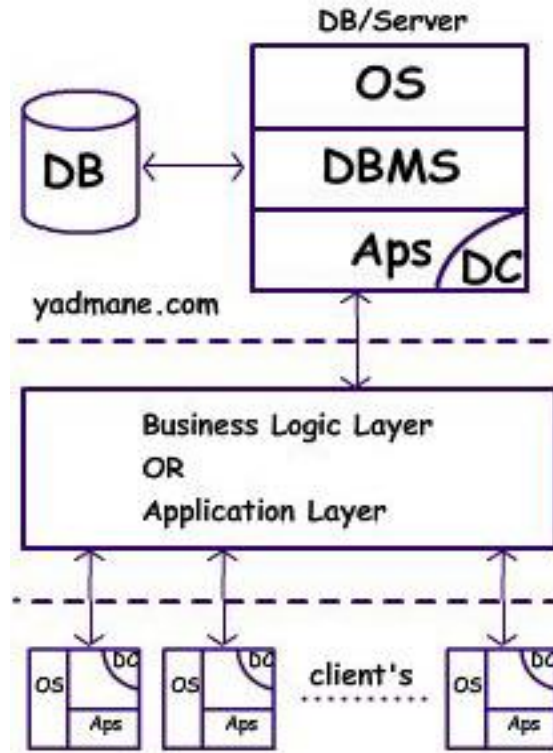 DB/Server
OS
DB
DBMS
Aps
DC
yadmane.com
Business Logic Layer
OR
Application Layer
OS
DC
Aps
OS
DC
Aps
client's
OS
DC
Aps